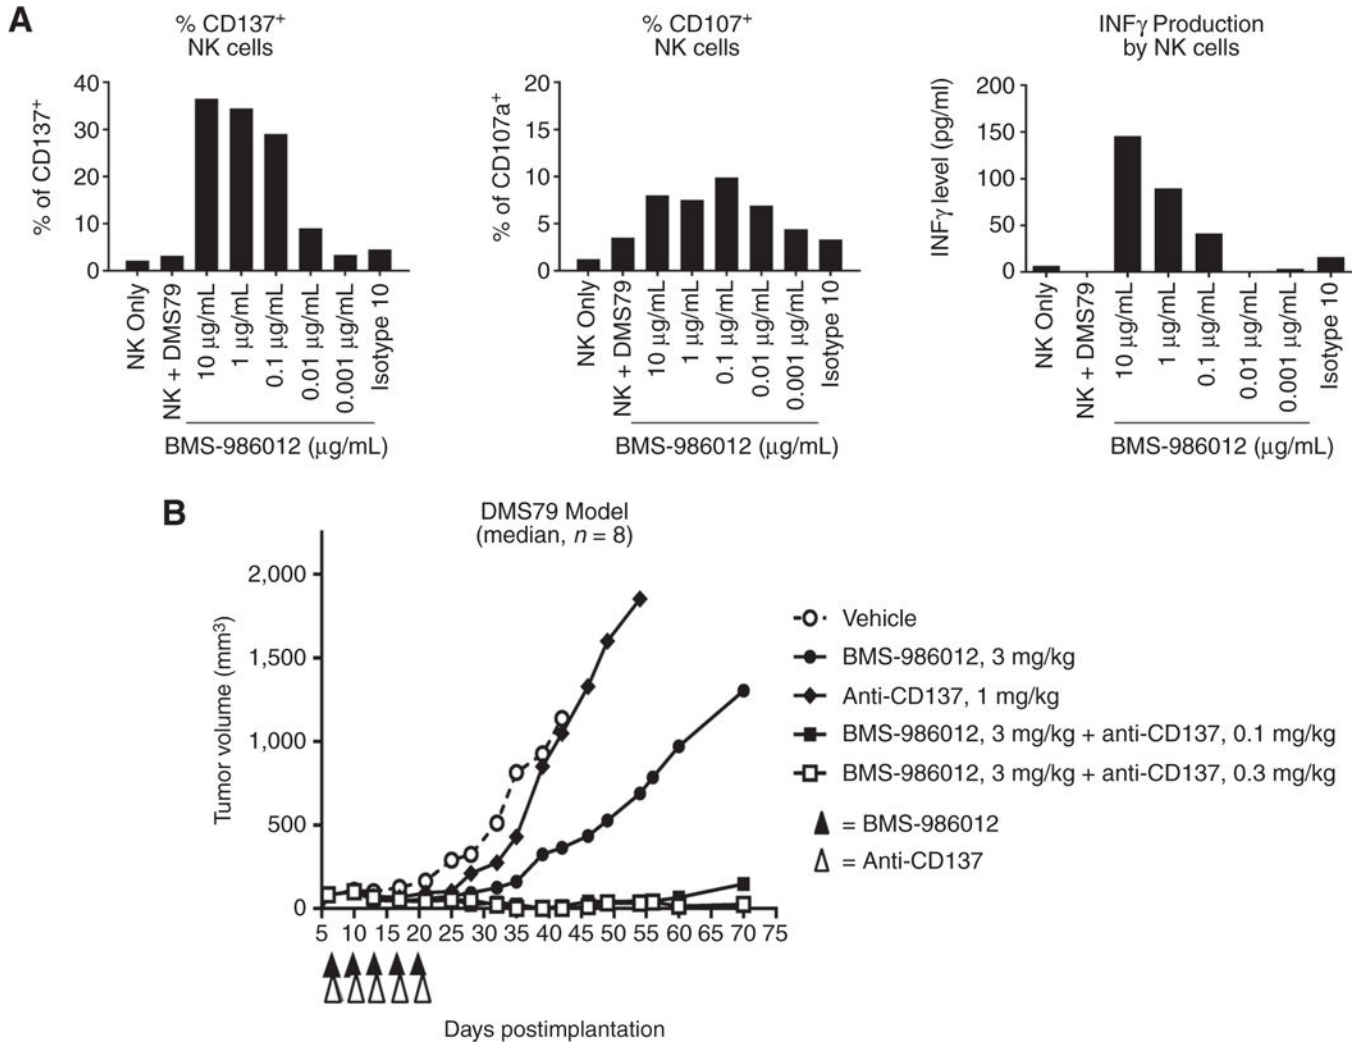 A
% CD137+
NK cells
% of CD137+
40
30
20
10
0
NK Only
NK + DMS79
10 μg/mL
1 μg/mL
0.1 μg/mL
0.01 μg/mL
0.001 μg/mL
Isotype 10
BMS-986012 (μg/mL)
% CD107+
NK cells
% of CD107a+
20
15
10
5
0
NK Only
NK + DMS79
10 μg/mL
1 μg/mL
0.1 μg/mL
0.01 μg/mL
0.001 μg/mL
Isotype 10
BMS-986012 (μg/mL)
INFγ Production
by NK cells
INFγ level (pg/ml)
200
150
100
50
0
NK Only
NK + DMS79
10 μg/mL
1 μg/mL
0.1 μg/mL
0.01 μg/mL
0.001 μg/mL
Isotype 10
BMS-986012 (μg/mL)
B
DMS79 Model
(median, n = 8)
Tumor volume (mm³)
2,000
1,500
1,000
500
0
5 10 15 20 25 30 35 40 45 50 55 60 65 70 75
Days postimplantation
Vehicle
BMS-986012, 3 mg/kg
Anti-CD137, 1 mg/kg
BMS-986012, 3 mg/kg + anti-CD137, 0.1 mg/kg
BMS-986012, 3 mg/kg + anti-CD137, 0.3 mg/kg
= BMS-986012
= Anti-CD137